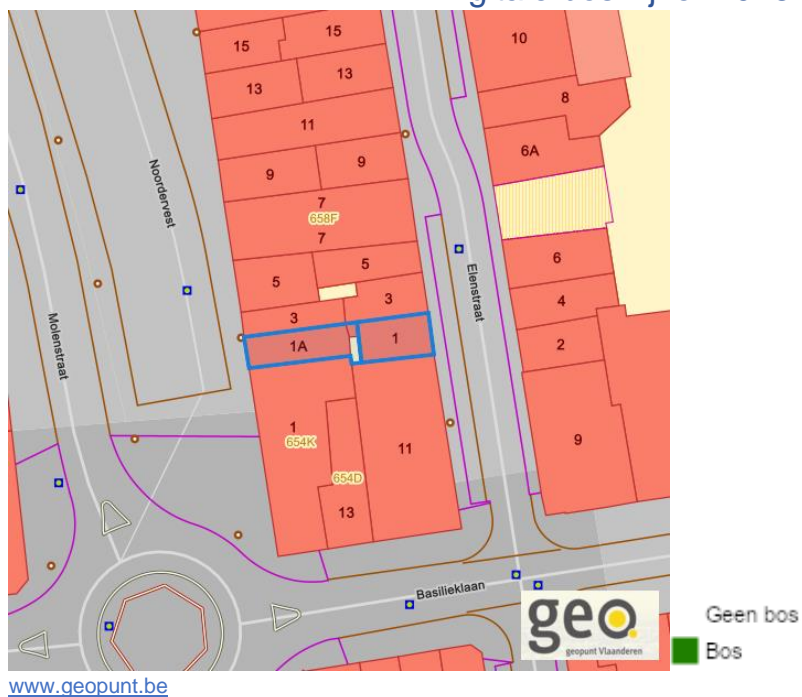 15
15
13
13
11
9
9
7
658F
7
5
5
3
3
1A
1
1
654K
654D
11
13
10
8
6A
6
4
2
9
Noordervest
Molenstraat
Elenstraat
Basilieklaan
geo
geopunt Vlaanderen
Geen bos
Bos
www.geopunt.be